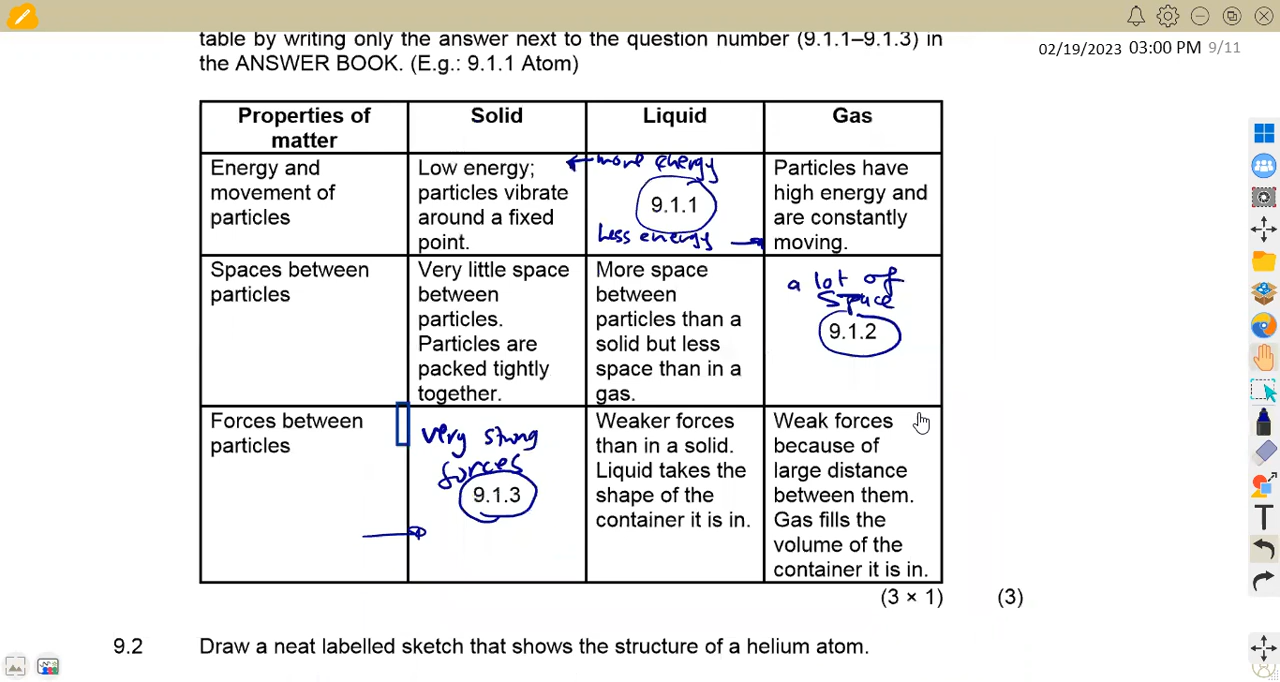 02/19/2023 03:00 PM 9/11
table by writing only the answer next to the question number (9.1.1–9.1.3) in
the ANSWER BOOK. (E.g.: 9.1.1 Atom)
Properties of
matter
Solid
Liquid
Gas
Energy and
movement of
particles
Low energy;
particles vibrate
around a fixed
point.
more energy
9.1.1
Less energy
Particles have
high energy and
are constantly
moving.
Spaces between
particles
Very little space
between
particles.
Particles are
packed tightly
together.
More space
between
particles than a
solid but less
space than in a
gas.
a lot of
Space
9.1.2
Forces between
particles
very strong
forces
9.1.3
Weaker forces
than in a solid.
Liquid takes the
shape of the
container it is in.
Weak forces
because of
large distance
between them.
Gas fills the
volume of the
container it is in.
(3 × 1) (3)
9.2 Draw a neat labelled sketch that shows the structure of a helium atom.